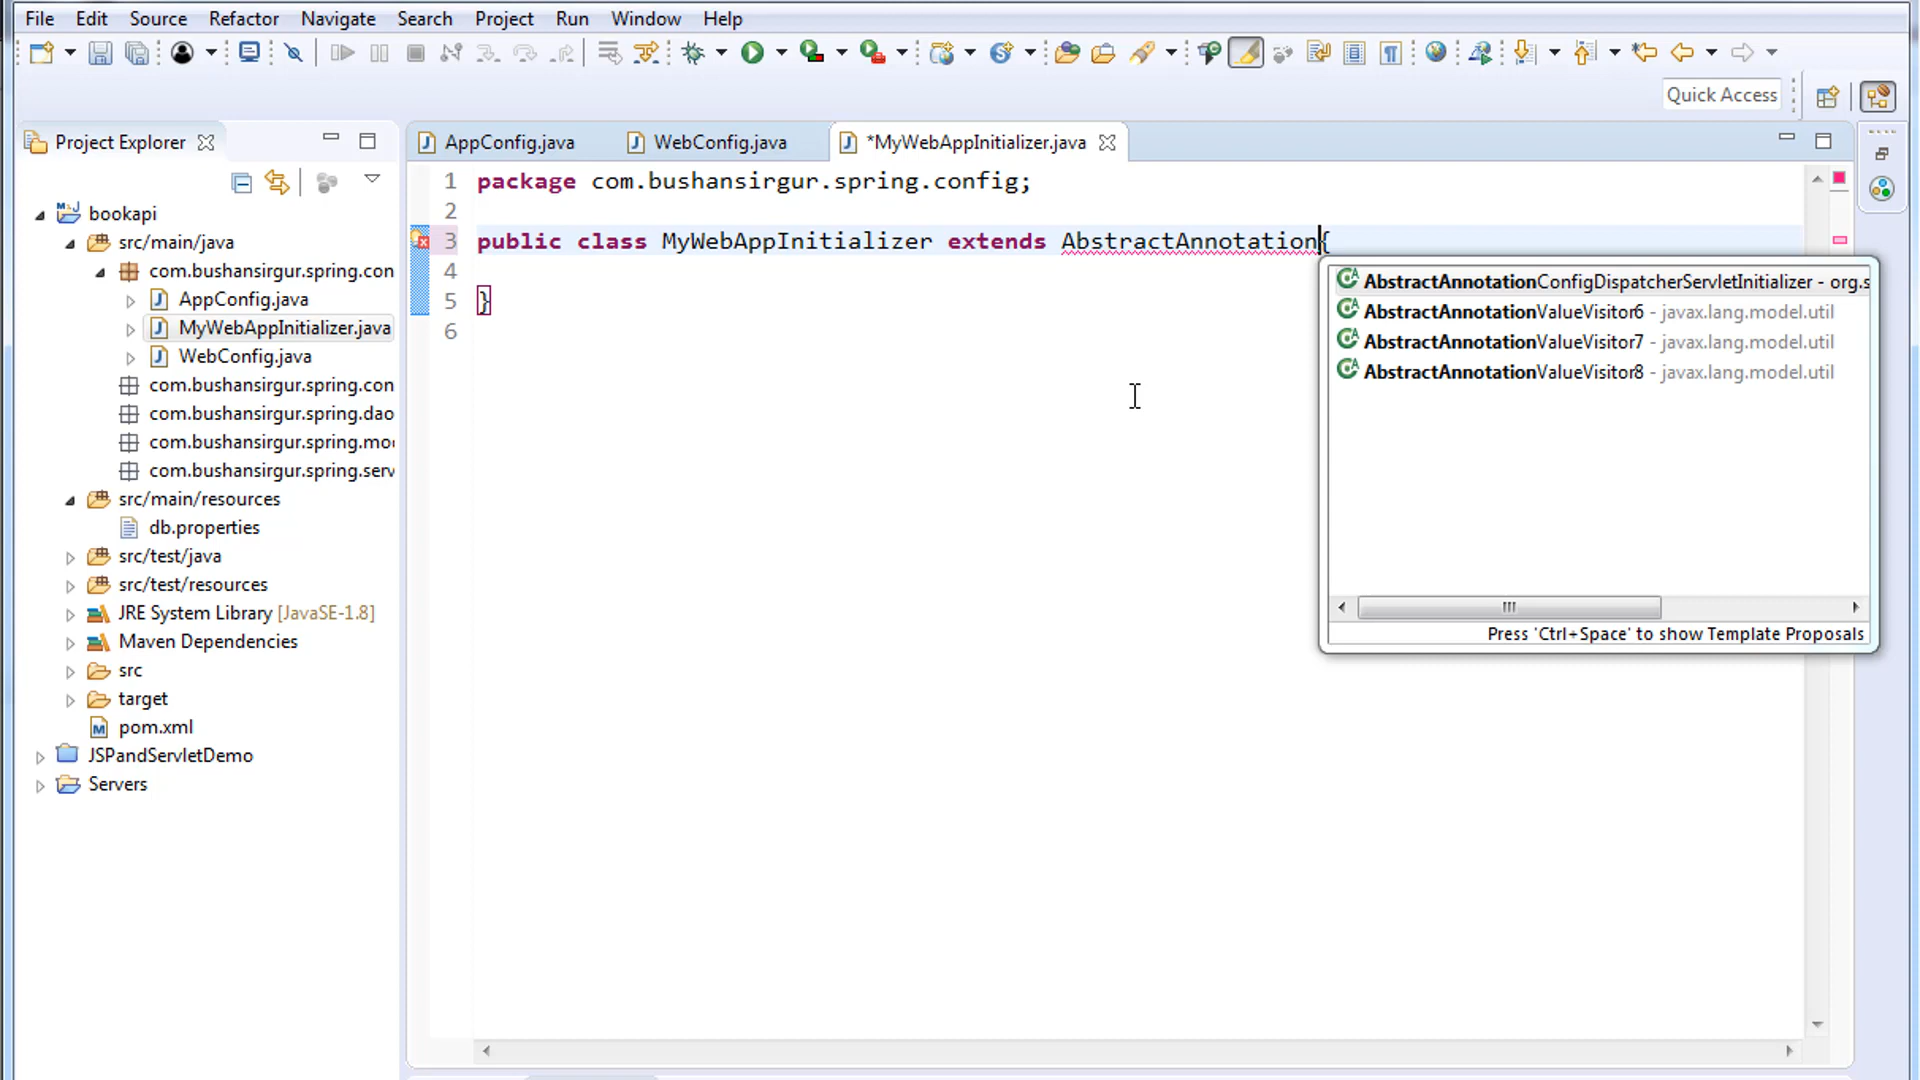 File Edit Source Refactor Navigate Search Project Run Window Help
Quick Access
Project Explorer
AppConfig.java WebConfig.java *MyWebAppInitializer.java
bookapi
src/main/java
com.bushansirgur.spring.con
AppConfig.java
MyWebAppInitializer.java
WebConfig.java
com.bushansirgur.spring.con
com.bushansirgur.spring.dao
com.bushansirgur.spring.mo
com.bushansirgur.spring.serv
src/main/resources
db.properties
src/test/java
src/test/resources
JRE System Library [JavaSE-1.8]
Maven Dependencies
src
target
pom.xml
JSPandServletDemo
Servers
1 package com.bushansirgur.spring.config;
2
3 public class MyWebAppInitializer extends AbstractAnnotation{
4
5 }
6
AbstractAnnotationConfigDispatcherServletInitializer - org.s
AbstractAnnotationValueVisitor6 - javax.lang.model.util
AbstractAnnotationValueVisitor7 - javax.lang.model.util
AbstractAnnotationValueVisitor8 - javax.lang.model.util
Press 'Ctrl+Space' to show Template Proposals